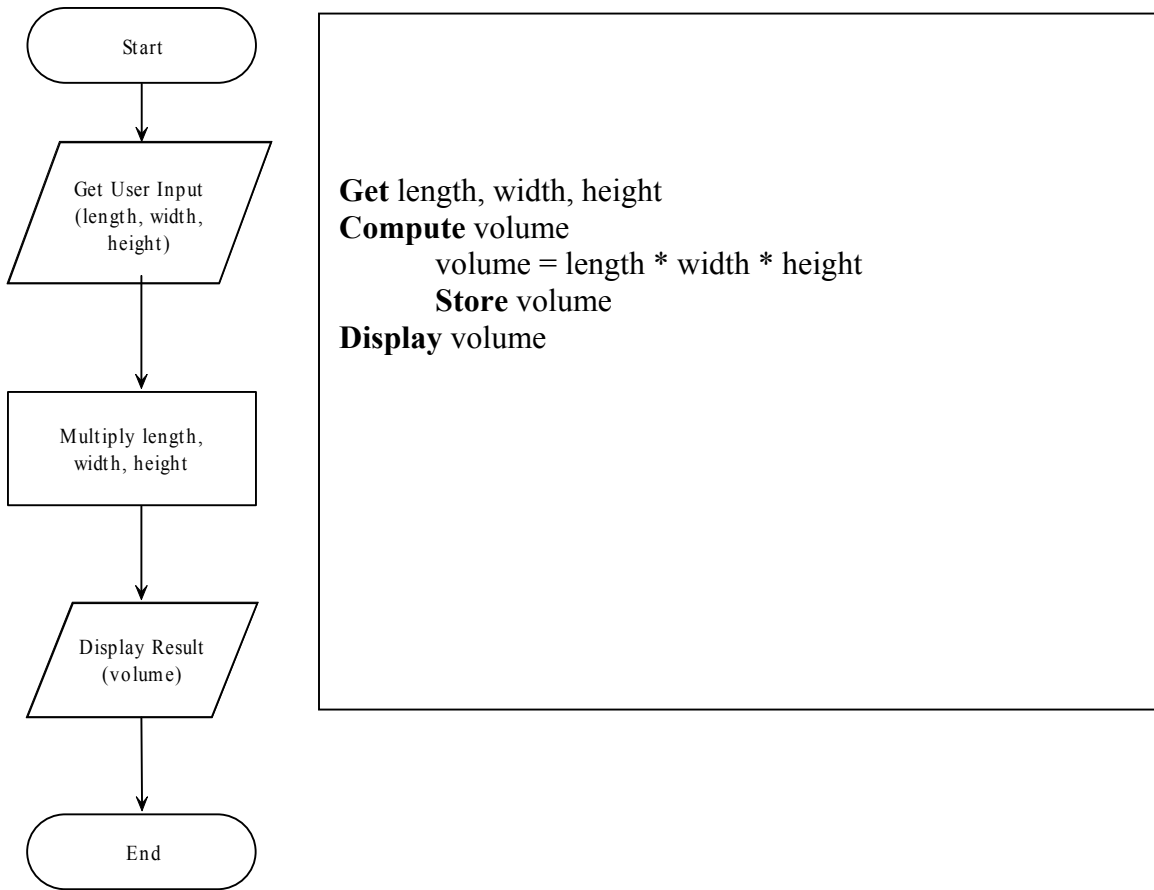 Start
Get User Input
(length, width,
height)
Multiply length,
width, height
Display Result
(volume)
End
Get length, width, height
Compute volume
volume = length * width * height
Store volume
Display volume